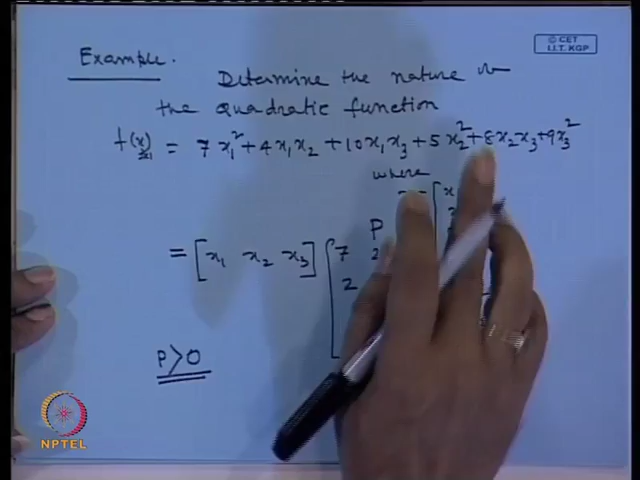 © CET
I.I.T. KGP
Example.
Determine the nature of
the quadratic function
f(x) = 7x₁² + 4x₁x₂ + 10x₁x₃ + 5x₂² + 8x₂x₃ + 9x₃²
where
P
= [x₁ x₂ x₃] [7 2
2
P>0
NPTEL